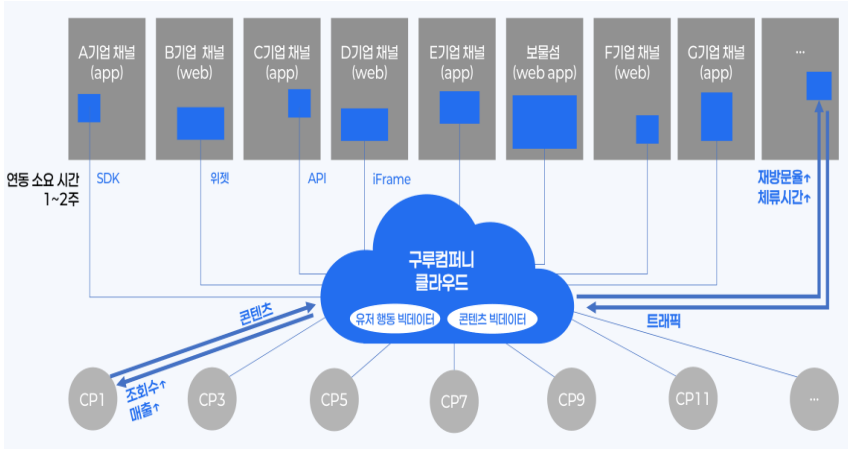 A기업 채널
(app)
B기업 채널
(web)
C기업 채널
(app)
D기업 채널
(web)
E기업 채널
(app)
보물섬
(web app)
F기업 채널
(web)
G기업 채널
(app)
...
연동 소요 시간
1~2주
SDK
위젯
API
iFrame
재방문율↑
체류시간↑
구루컴퍼니
클라우드
유저 행동 빅데이터
콘텐츠 빅데이터
콘텐츠
트래픽
조회수↑
매출↑
CP1
CP3
CP5
CP7
CP9
CP11
...